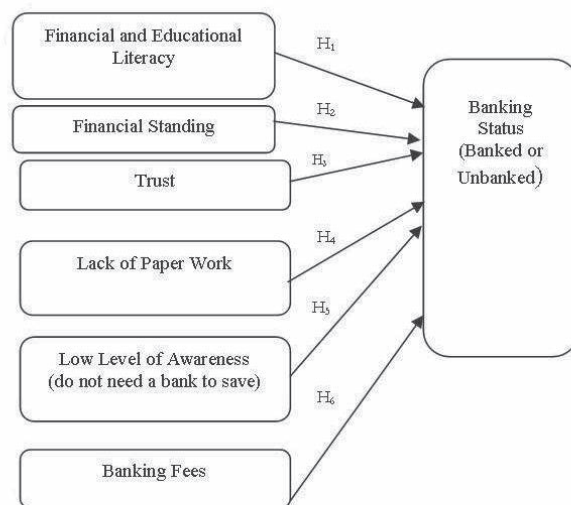 Financial and Educational
Literacy
H₁
Financial Standing
H₂
Trust
H₃
Lack of Paper Work
H₄
Low Level of Awareness
(do not need a bank to save)
H₅
Banking Fees
H₆
Banking
Status
(Banked or
Unbanked)